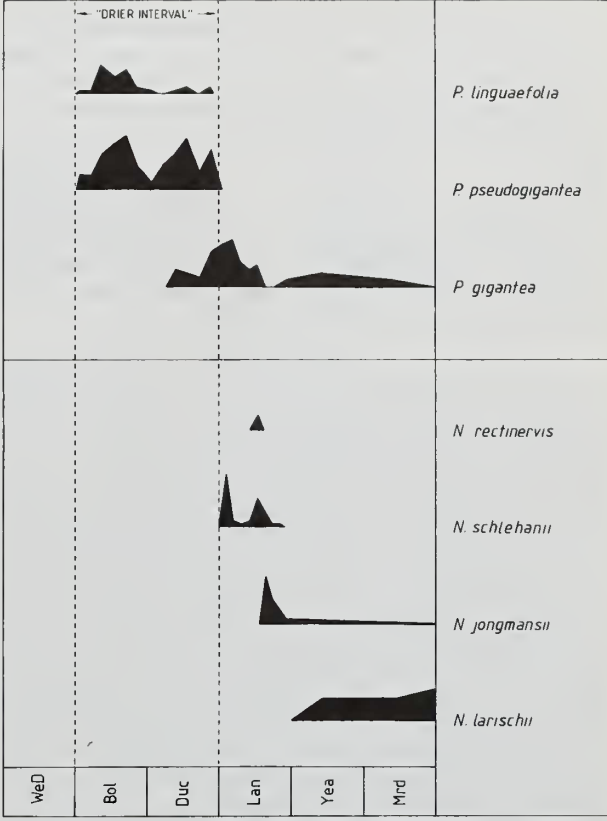 "DRIER INTERVAL"
P. linguaefolia
P. pseudogigantea
P. gigantea
N. rectinervis
N. schlehanii
N. jongmansii
N. larischii
WeD
Bol
Duc
Lan
Yea
Mrd